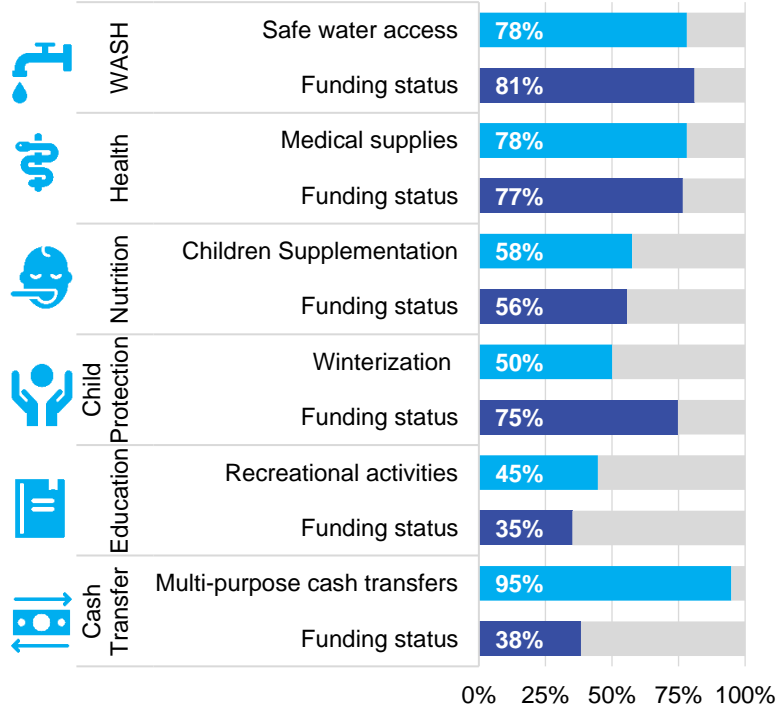 WASH
Safe water access 78%
Funding status 81%
Health
Medical supplies 78%
Funding status 77%
Nutrition
Children Supplementation 58%
Funding status 56%
Child
Protection
Winterization 50%
Funding status 75%
Education
Recreational activities 45%
Funding status 35%
Cash
Transfer
Multi-purpose cash transfers 95%
Funding status 38%
0% 25% 50% 75% 100%